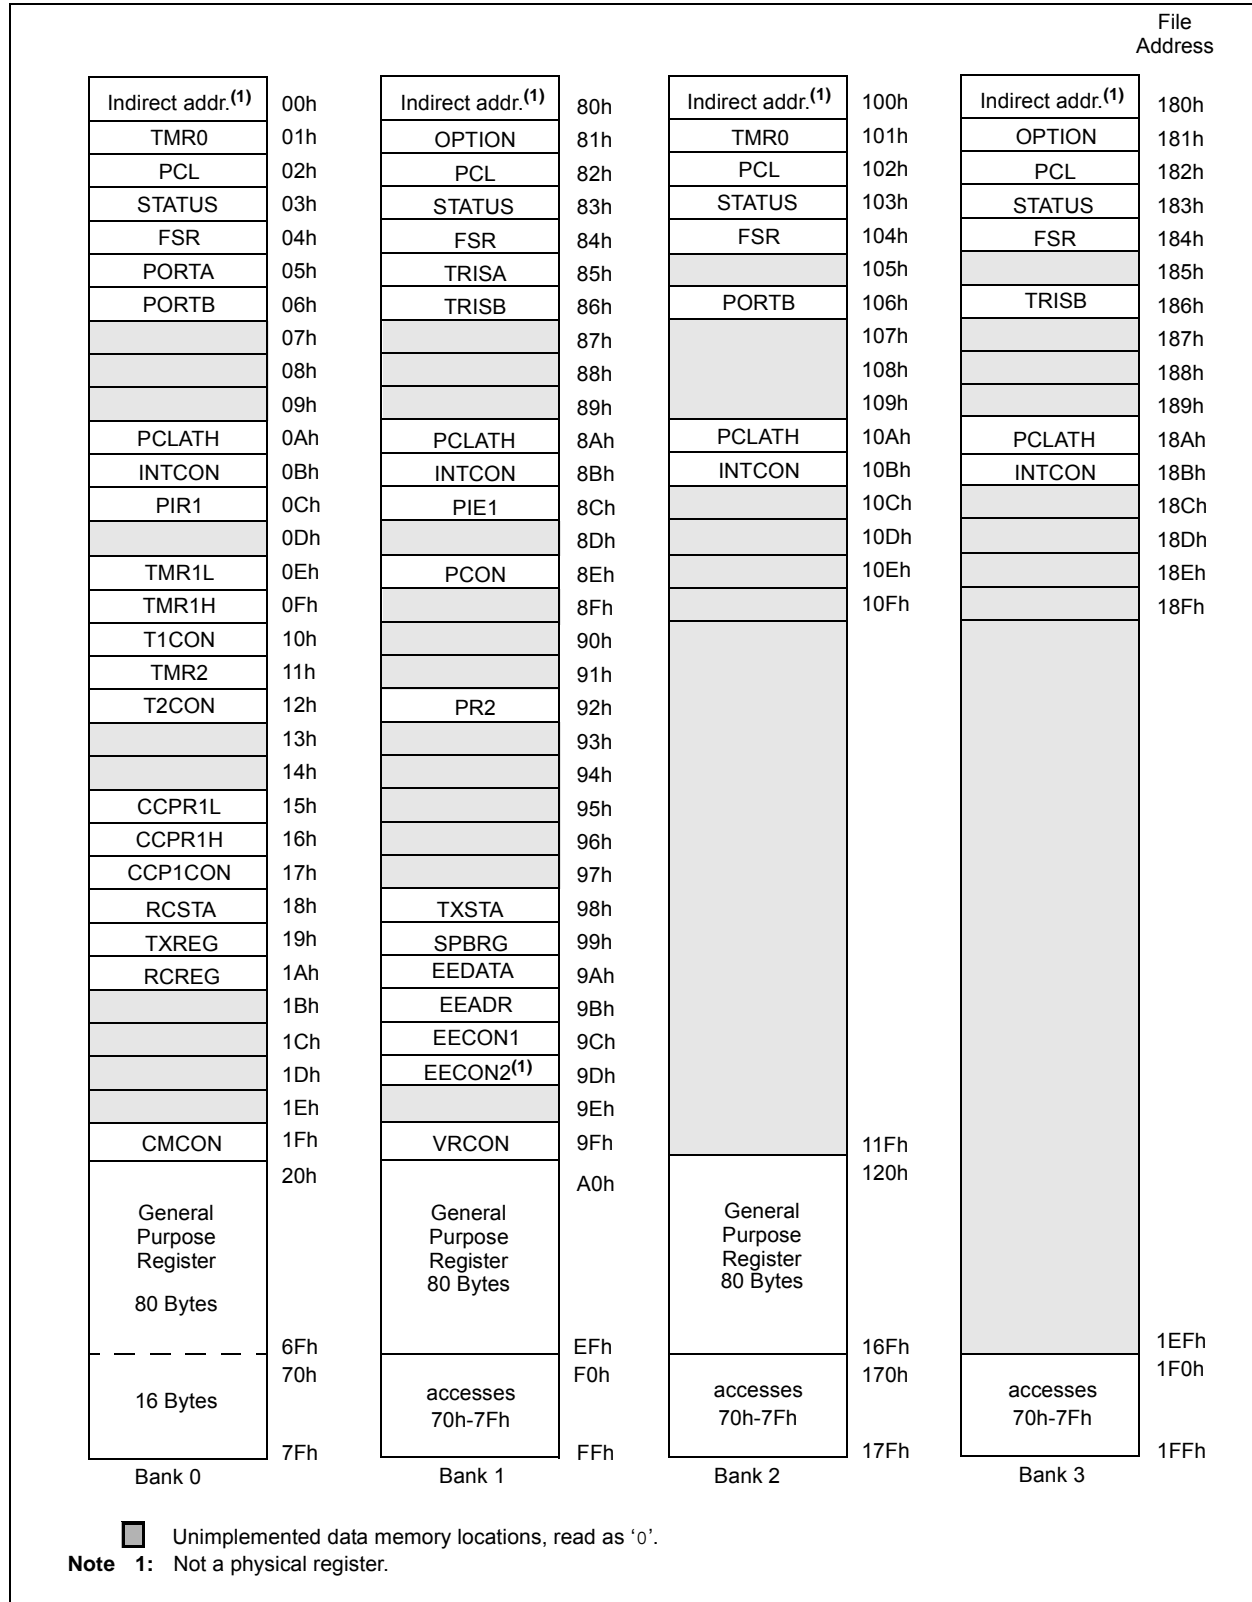 File
Address
Indirect addr.(1) 00h Indirect addr.(1) 80h Indirect addr.(1) 100h Indirect addr.(1) 180h
TMR0 01h OPTION 81h TMR0 101h OPTION 181h
PCL 02h PCL 82h PCL 102h PCL 182h
STATUS 03h STATUS 83h STATUS 103h STATUS 183h
FSR 04h FSR 84h FSR 104h FSR 184h
PORTA 05h TRISA 85h 105h 185h
PORTB 06h TRISB 86h PORTB 106h TRISB 186h
07h 87h 107h 187h
08h 88h 108h 188h
09h 89h 109h 189h
PCLATH 0Ah PCLATH 8Ah PCLATH 10Ah PCLATH 18Ah
INTCON 0Bh INTCON 8Bh INTCON 10Bh INTCON 18Bh
PIR1 0Ch PIE1 8Ch 10Ch 18Ch
0Dh 8Dh 10Dh 18Dh
TMR1L 0Eh PCON 8Eh 10Eh 18Eh
TMR1H 0Fh 8Fh 10Fh 18Fh
T1CON 10h 90h
TMR2 11h 91h
T2CON 12h PR2 92h
13h 93h
14h 94h
CCPR1L 15h 95h
CCPR1H 16h 96h
CCP1CON 17h 97h
RCSTA 18h TXSTA 98h
TXREG 19h SPBRG 99h
RCREG 1Ah EEDATA 9Ah
1Bh EEADR 9Bh
1Ch EECON1 9Ch
1Dh EECON2(1) 9Dh
1Eh 9Eh
CMCON 1Fh VRCON 9Fh 11Fh
20h A0h 120h
General General General
Purpose Purpose Purpose
Register Register Register
80 Bytes 80 Bytes 80 Bytes
6Fh EFh 16Fh 1EFh
70h F0h 170h 1F0h
16 Bytes accesses accesses accesses
70h-7Fh 70h-7Fh 70h-7Fh
7Fh FFh 17Fh 1FFh
Bank 0 Bank 1 Bank 2 Bank 3
Unimplemented data memory locations, read as ‘0’.
Note 1: Not a physical register.